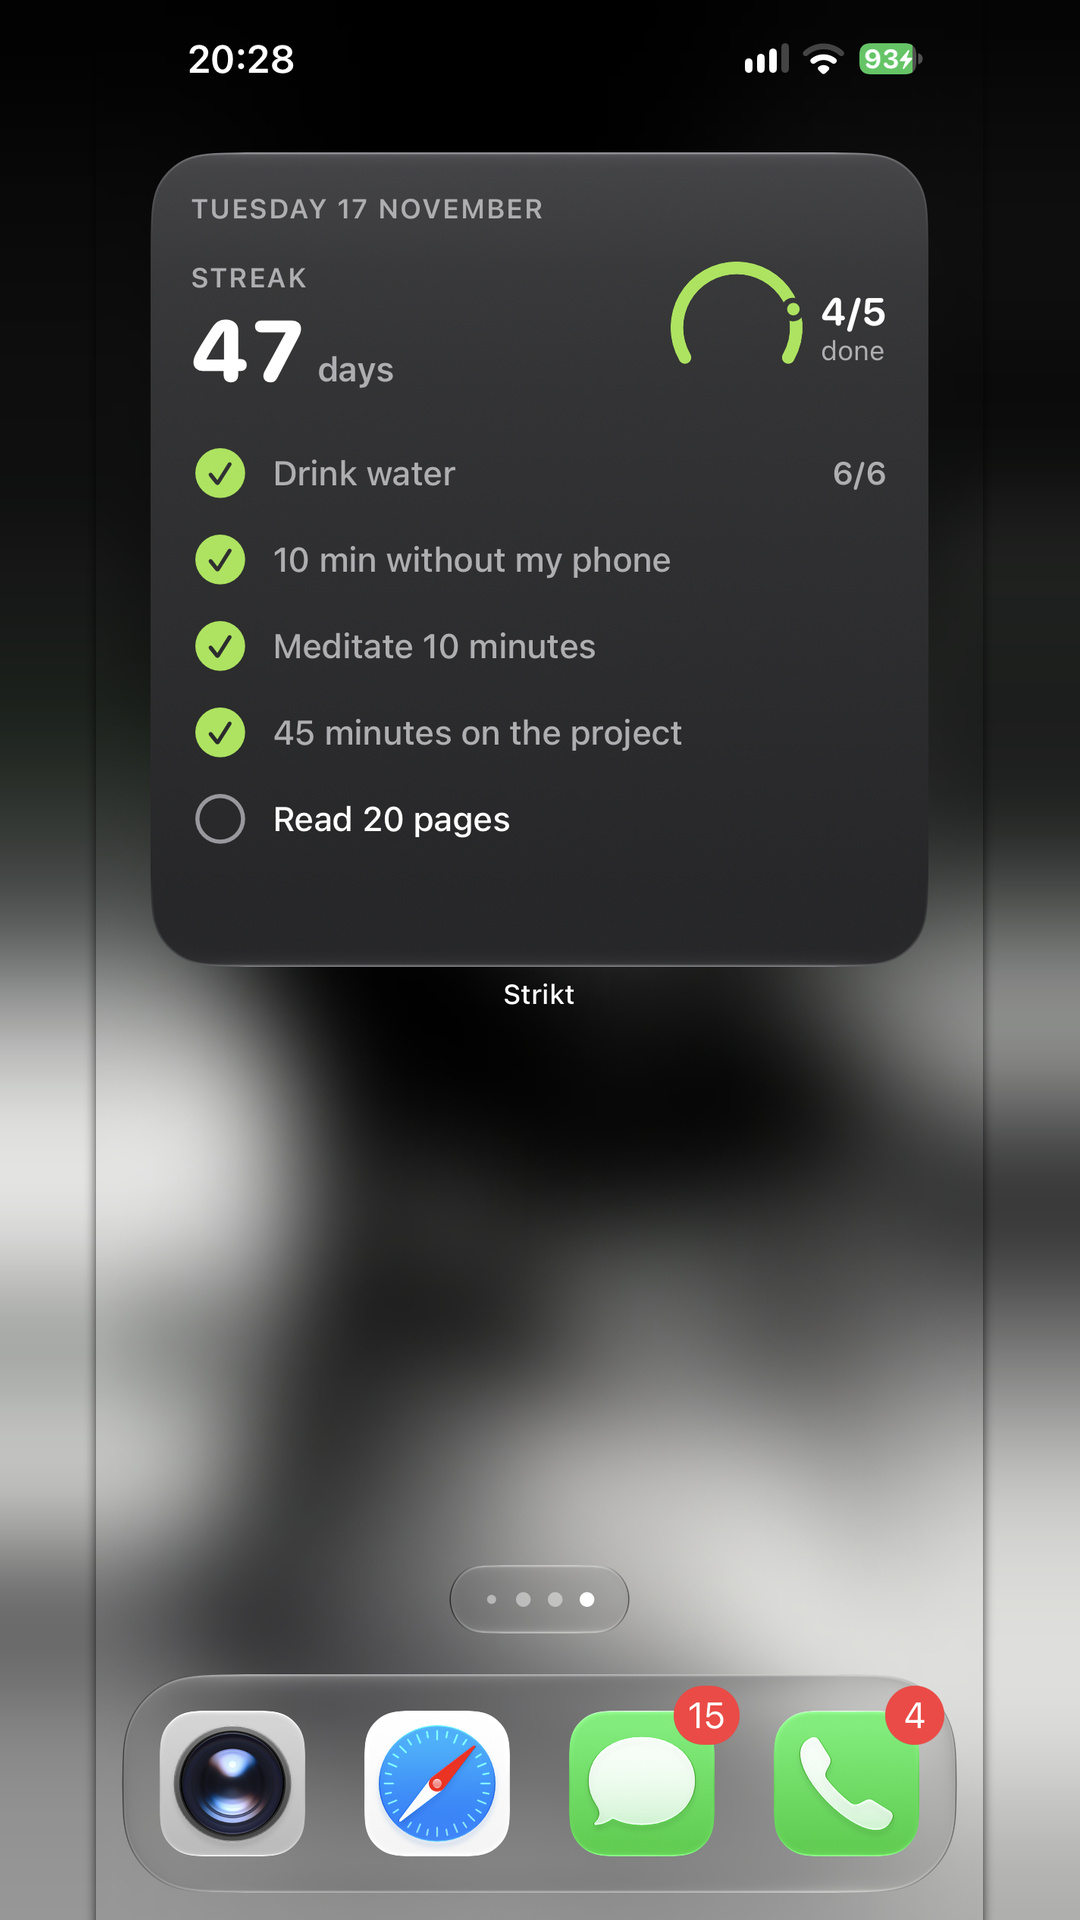 20:28
93
TUESDAY 17 NOVEMBER
STREAK
47 days
4/5
done
Drink water 6/6
10 min without my phone
Meditate 10 minutes
45 minutes on the project
Read 20 pages
Strikt
15
4